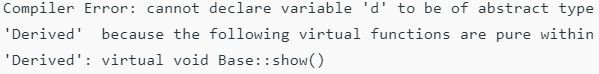 Compiler Error: cannot declare variable 'd' to be of abstract type
'Derived'  because the following virtual functions are pure within
'Derived': virtual void Base::show()